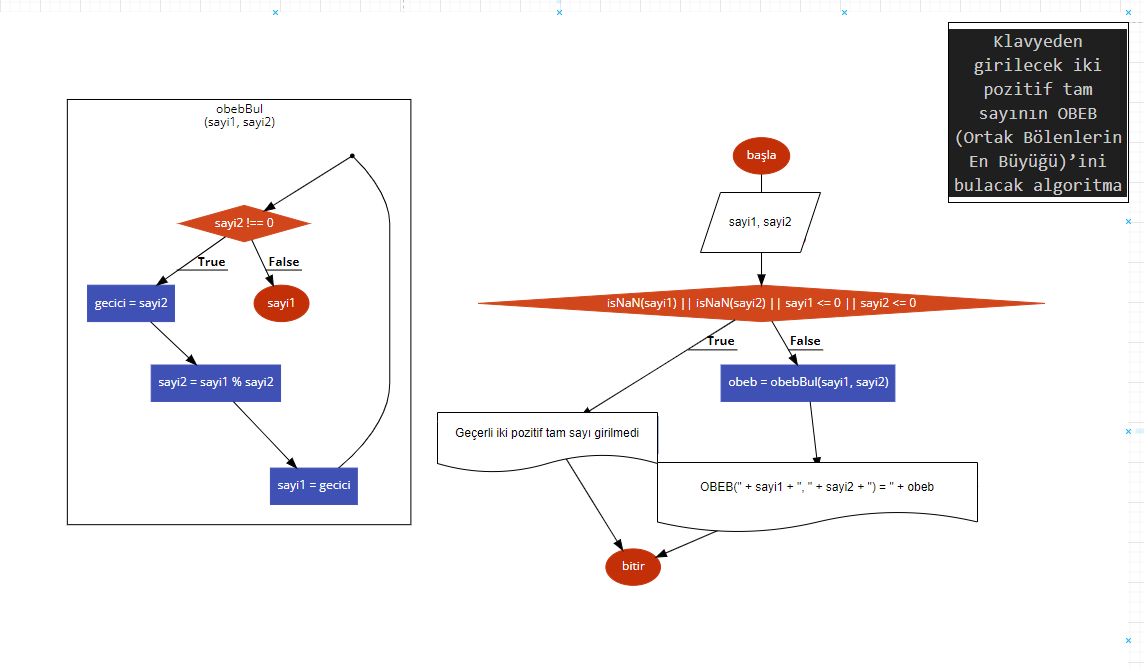 Klavyeden
girilecek iki
pozitif tam
sayının OBEB
(Ortak Bölenlerin
En Büyüğü)’ini
bulacak algoritma
obebBul
(sayi1, sayi2)
sayi2 !== 0
True
False
gecici = sayi2
sayi1
sayi2 = sayi1 % sayi2
sayi1 = gecici
başla
sayi1, sayi2
isNaN(sayi1) || isNaN(sayi2) || sayi1 <= 0 || sayi2 <= 0
True
False
obeb = obebBul(sayi1, sayi2)
Geçerli iki pozitif tam sayı girilmedi
OBEB(" + sayi1 + ", " + sayi2 + ") = " + obeb
bitir